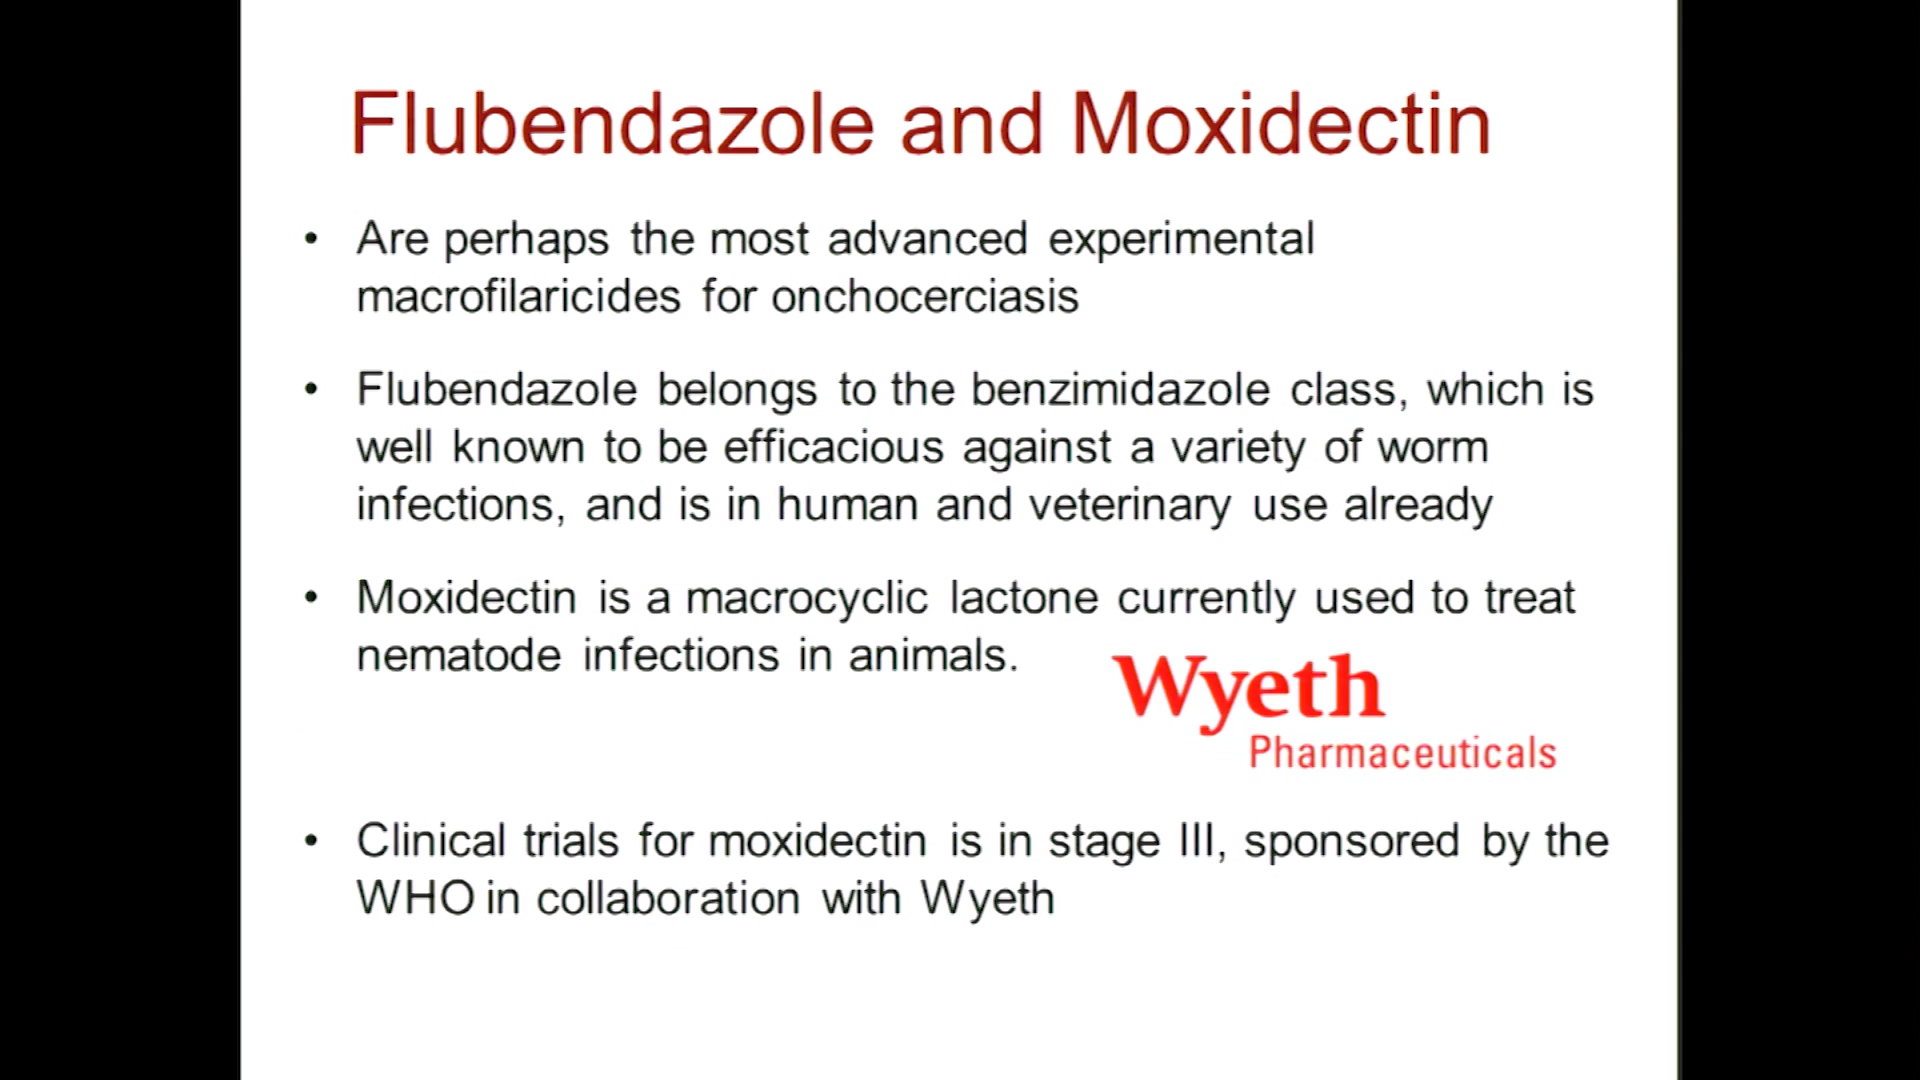 Flubendazole and Moxidectin
• Are perhaps the most advanced experimental
macrofilaricides for onchocerciasis
• Flubendazole belongs to the benzimidazole class, which is
well known to be efficacious against a variety of worm
infections, and is in human and veterinary use already
• Moxidectin is a macrocyclic lactone currently used to treat
nematode infections in animals.
Wyeth
Pharmaceuticals
• Clinical trials for moxidectin is in stage III, sponsored by the
WHO in collaboration with Wyeth